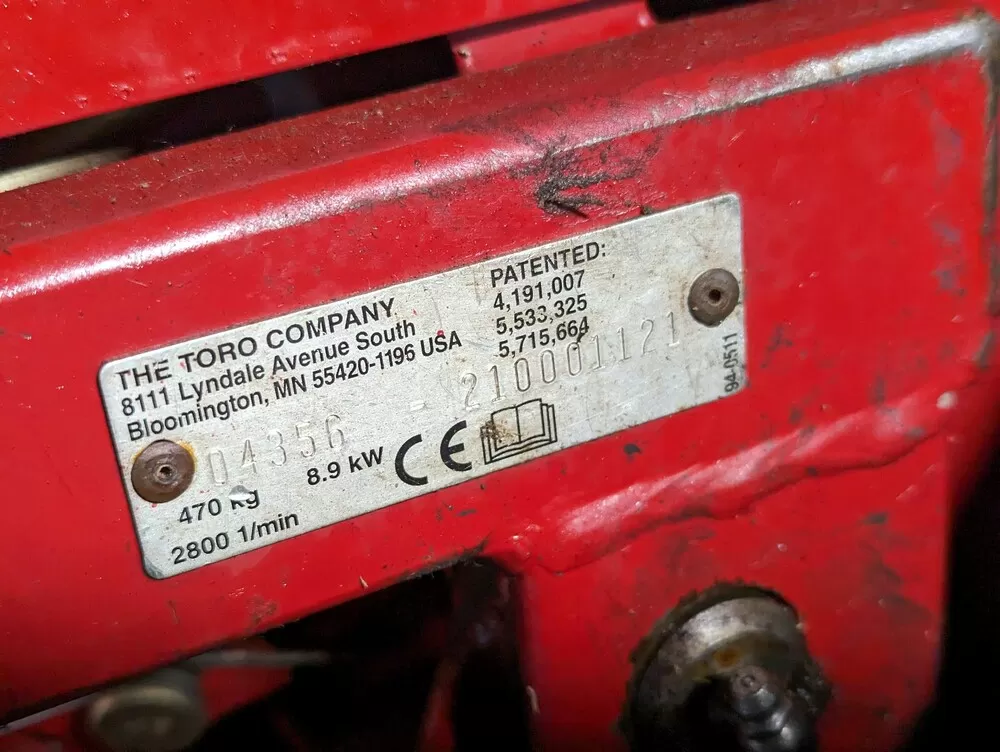 THE TORO COMPANY
8111 Lyndale Avenue South
Bloomington, MN 55420-1196 USA
PATENTED:
4,191,007
5,533,325
5,715,664
04356 - 210001121
470 kg
8.9 kW
CE
2800 1/min
94-0511